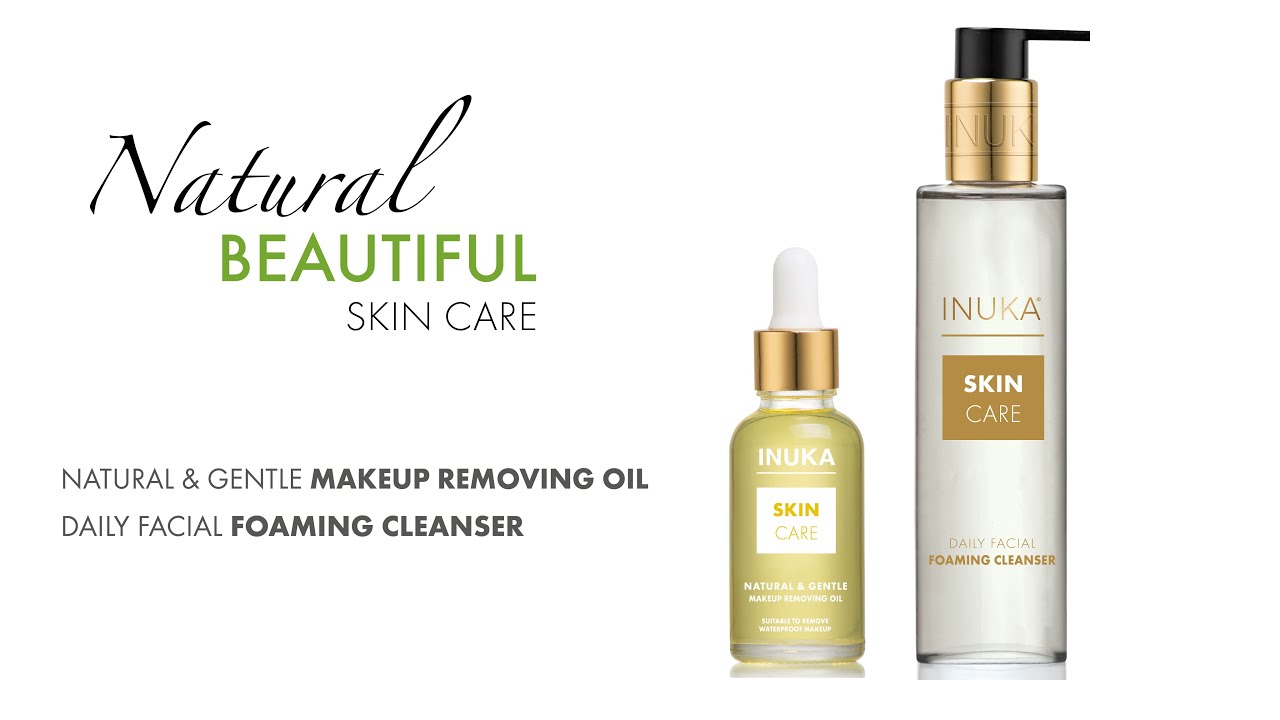 Natural
BEAUTIFUL
SKIN CARE
NATURAL & GENTLE MAKEUP REMOVING OIL
DAILY FACIAL FOAMING CLEANSER
INUKA
SKIN
CARE
NATURAL & GENTLE
MAKEUP REMOVING OIL
SUITABLE TO REMOVE
WATERPROOF MAKEUP
INUK
INUKA®
SKIN
CARE
DAILY FACIAL
FOAMING CLEANSER